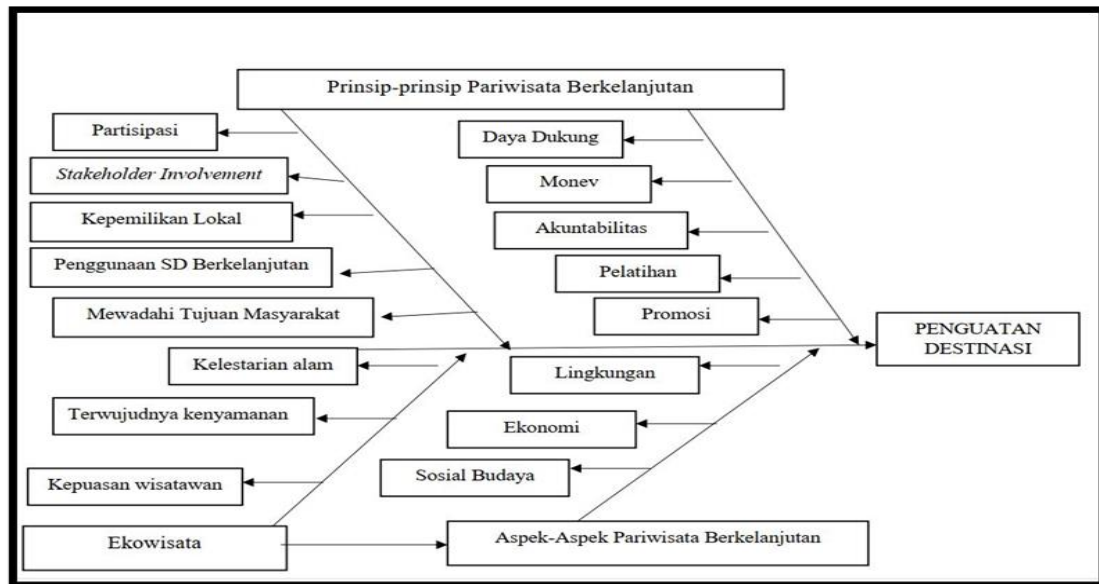 Prinsip-prinsip Pariwisata Berkelanjutan
Partisipasi
Stakeholder Involvement
Kepemilikan Lokal
Penggunaan SD Berkelanjutan
Mewadahi Tujuan Masyarakat
Daya Dukung
Monev
Akuntabilitas
Pelatihan
Promosi
PENGUATAN
DESTINASI
Kelestarian alam
Terwujudnya kenyamanan
Kepuasan wisatawan
Ekowisata
Lingkungan
Ekonomi
Sosial Budaya
Aspek-Aspek Pariwisata Berkelanjutan